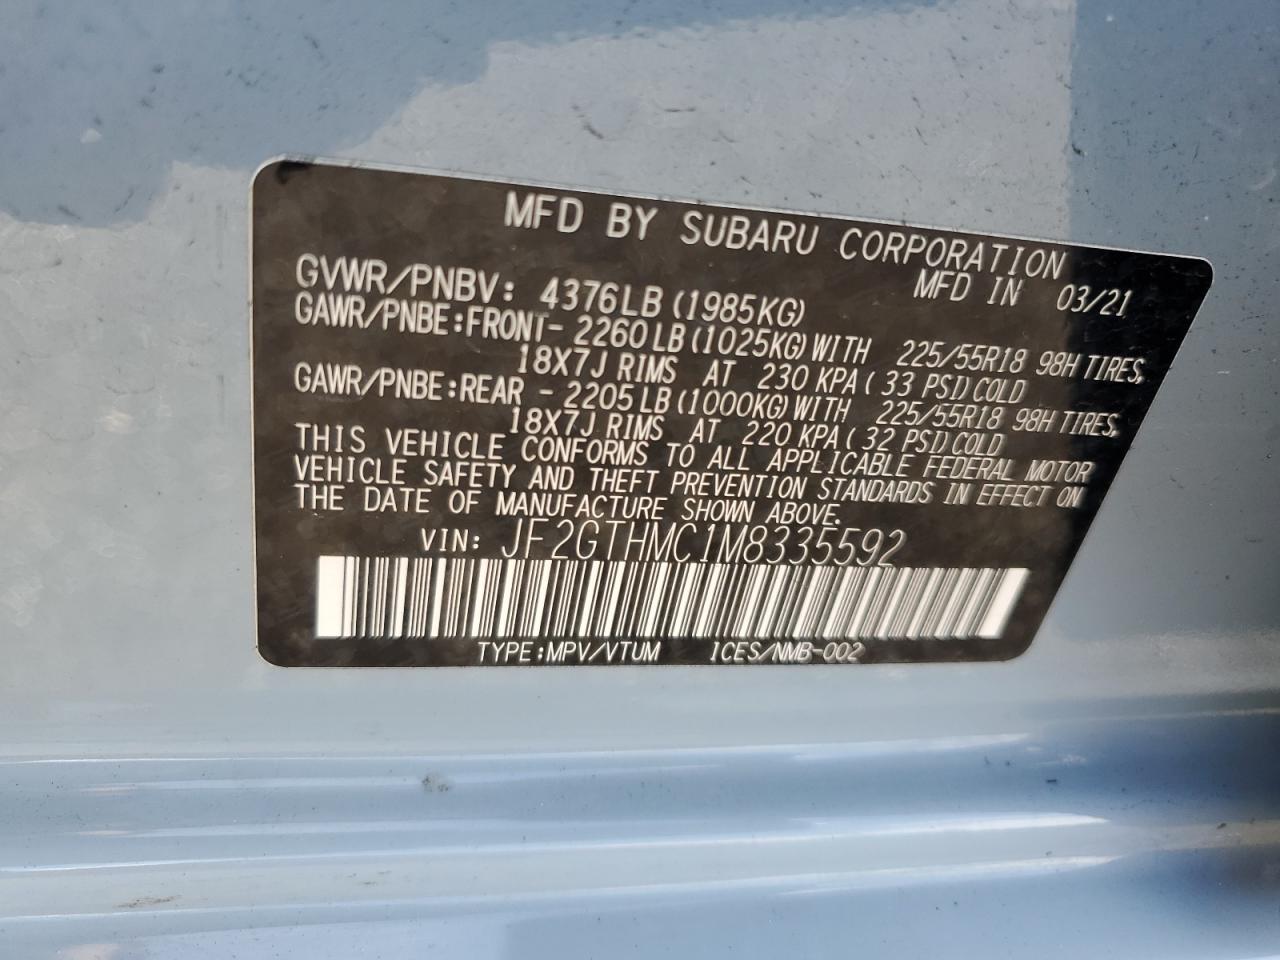 MFD BY SUBARU CORPORATION
MFD IN 03/21
GVWR/PNBV: 4376LB (1985KG)
GAWR/PNBE:FRONT- 2260LB (1025KG) WITH 225/55R18 98H TIRES,
18X7J RIMS AT 230 KPA ( 33 PSI) COLD
GAWR/PNBE:REAR - 2205LB (1000KG) WITH 225/55R18 98H TIRES,
18X7J RIMS AT 220 KPA ( 32 PSI) COLD
THIS VEHICLE CONFORMS TO ALL APPLICABLE FEDERAL MOTOR
VEHICLE SAFETY AND THEFT PREVENTION STANDARDS IN EFFECT ON
THE DATE OF MANUFACTURE SHOWN ABOVE.
VIN: JF2GTHMC1M8335592
TYPE:MPV/VTUM ICES/NMB-002